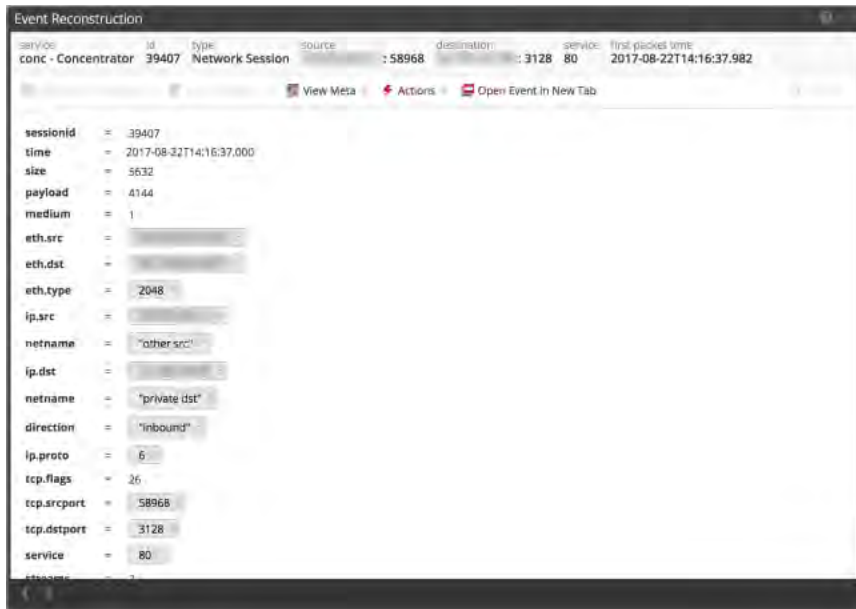 Event Reconstruction
service id type source destination service first packet time
conc - Concentrator 39407 Network Session : 58968 : 3128 80 2017-08-22T14:16:37.982
View Meta Actions Open Event in New Tab
sessionid = 39407
time = 2017-08-22T14:16:37.000
size = 5632
payload = 4144
medium = 1
eth.src =
eth.dst =
eth.type = 2048
ip.src =
netname = "other src"
ip.dst =
netname = "private dst"
direction = "inbound"
ip.proto = 6
tcp.flags = 26
tcp.srcport = 58968
tcp.dstport = 3128
service = 80
streams = 2